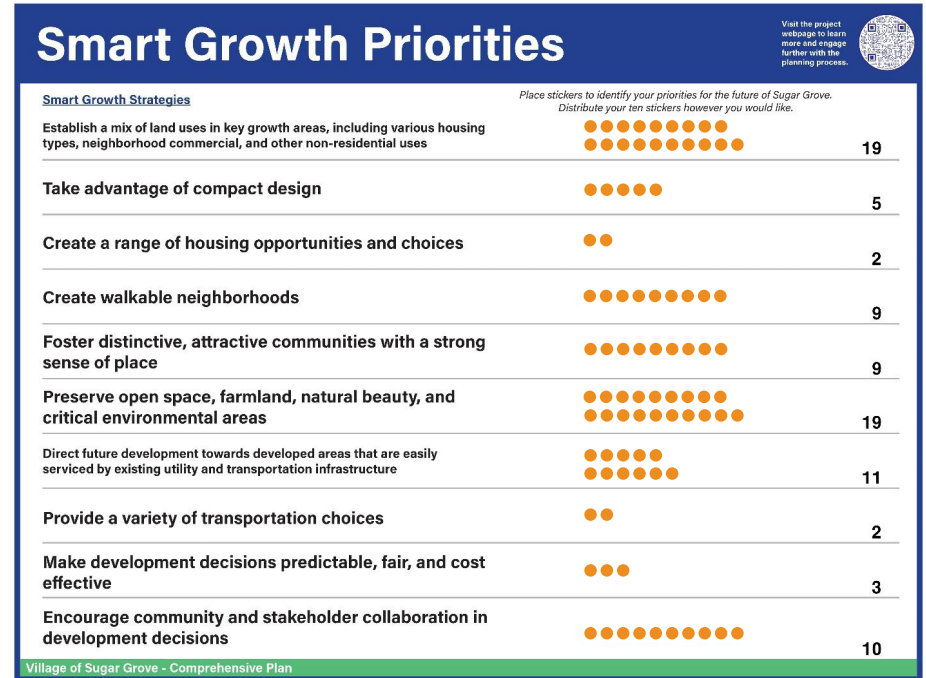 Smart Growth Priorities
Visit the project
webpage to learn
more and engage
further with the
planning process.
Smart Growth Strategies
Place stickers to identify your priorities for the future of Sugar Grove.
Distribute your ten stickers however you would like.
Establish a mix of land uses in key growth areas, including various housing
types, neighborhood commercial, and other non-residential uses
19
Take advantage of compact design
5
Create a range of housing opportunities and choices
2
Create walkable neighborhoods
9
Foster distinctive, attractive communities with a strong
sense of place
9
Preserve open space, farmland, natural beauty, and
critical environmental areas
19
Direct future development towards developed areas that are easily
serviced by existing utility and transportation infrastructure
11
Provide a variety of transportation choices
2
Make development decisions predictable, fair, and cost
effective
3
Encourage community and stakeholder collaboration in
development decisions
10
Village of Sugar Grove - Comprehensive Plan